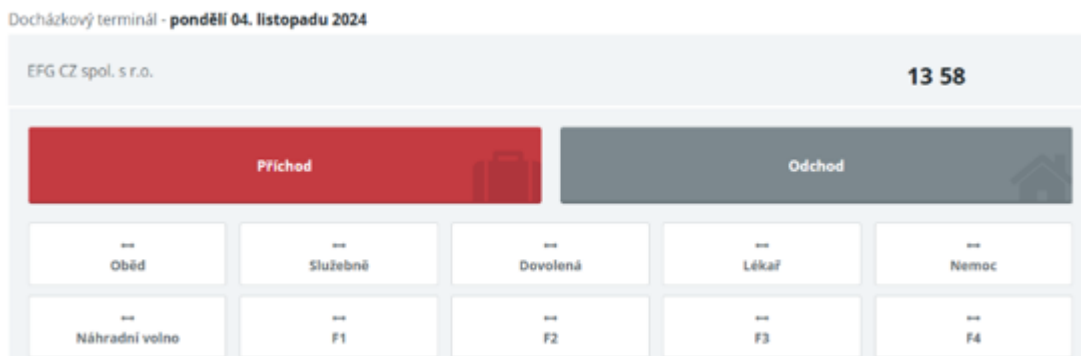 Docházkový terminál - pondělí 04. listopadu 2024
EFG CZ spol. s r.o.
13 58
Příchod
Odchod
Oběd
Služebně
Dovolená
Lékař
Nemoc
Náhradní volno
F1
F2
F3
F4